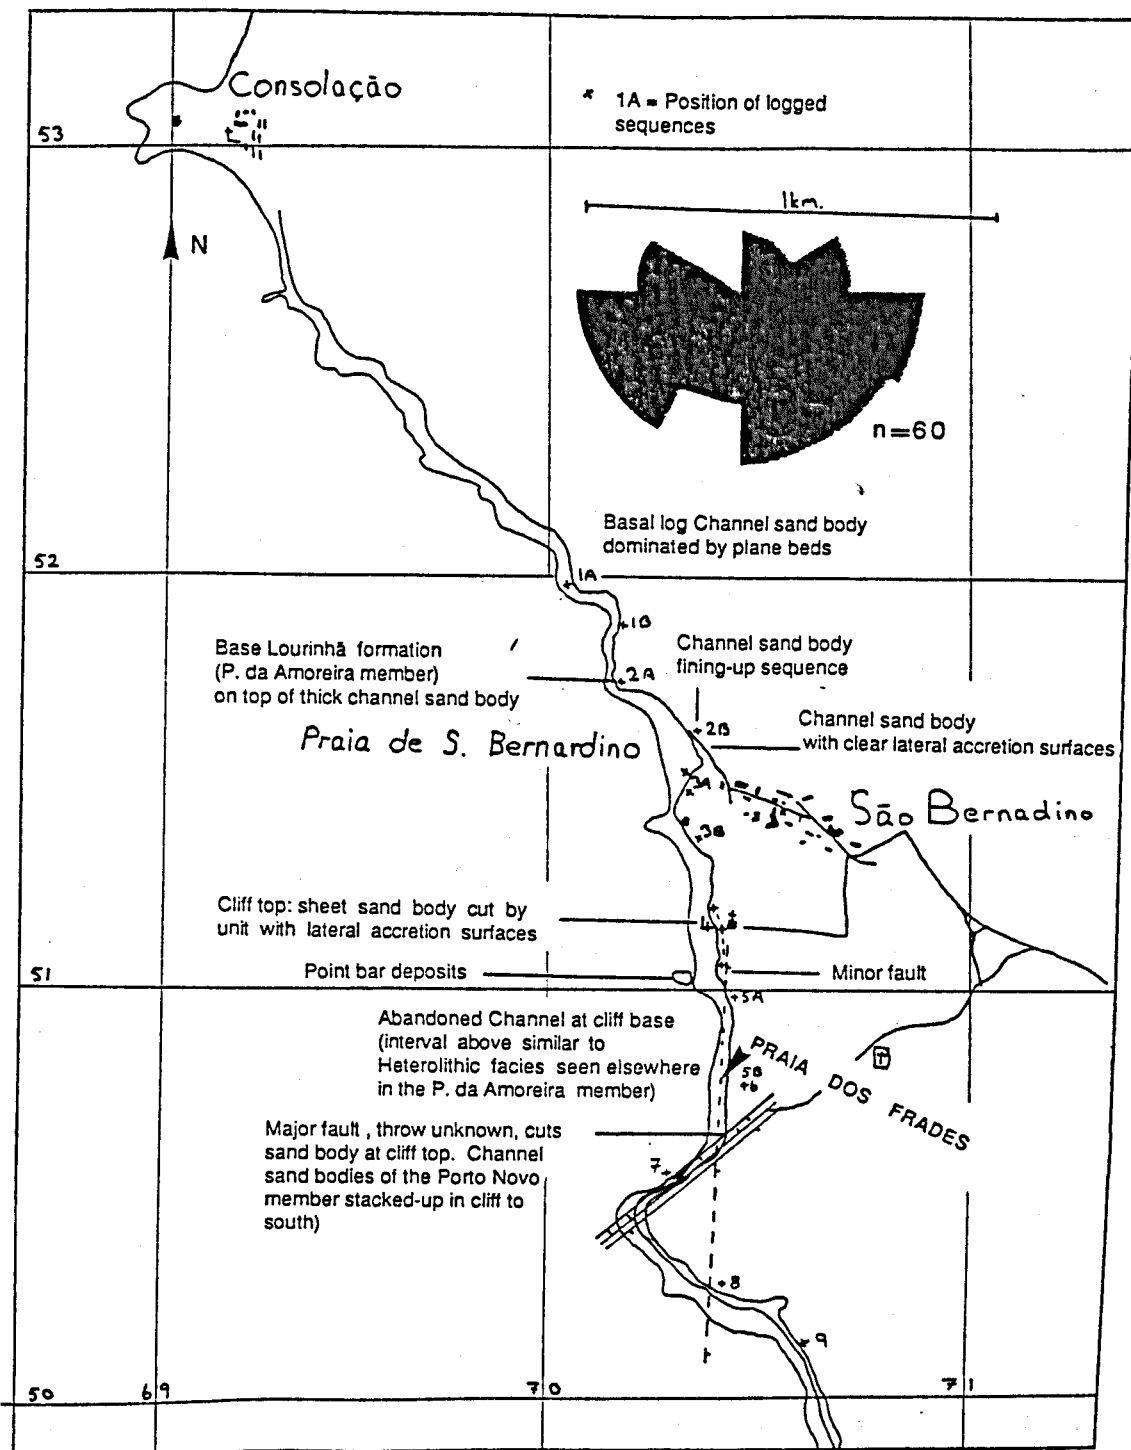 Consolação
* 1A = Position of logged
sequences
53
1km.
N
n=60
Basal log Channel sand body
dominated by plane beds
52
1A
1B
Base Lourinhã formation
(P. da Amoreira member)
on top of thick channel sand body
Channel sand body
fining-up sequence
2A
2B
Channel sand body
with clear lateral accretion surfaces
Praia de S. Bernardino
3A
São Bernadino
3B
Cliff top: sheet sand body cut by
unit with lateral accretion surfaces
4
Point bar deposits
Minor fault
51
5A
Abandoned Channel at cliff base
(interval above similar to
Heterolithic facies seen elsewhere
in the P. da Amoreira member)
PRAIA DOS FRADES
5B
6
Major fault , throw unknown, cuts
sand body at cliff top. Channel
sand bodies of the Porto Novo
member stacked-up in cliff to
south)
7
8
9
50
69
70
71